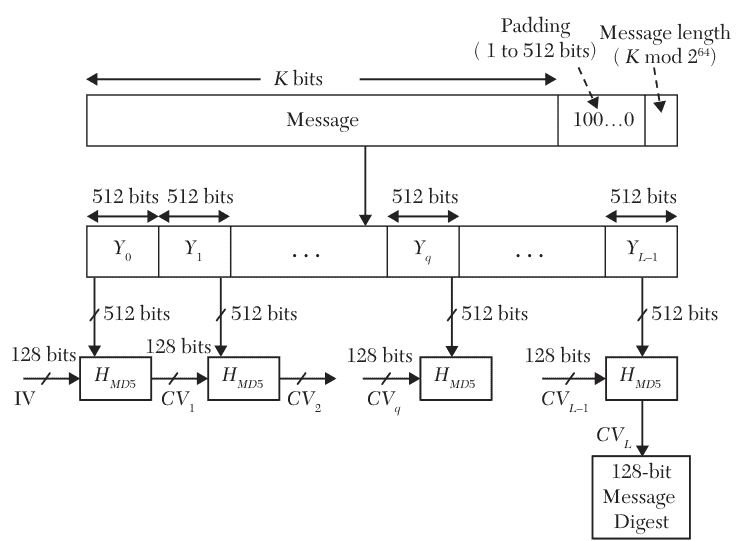 Padding
( 1 to 512 bits)
Message length
( K mod 2^64)
K bits
Message
100...0
512 bits
512 bits
512 bits
512 bits
Y_0
Y_1
...
Y_q
...
Y_L–1
512 bits
512 bits
512 bits
512 bits
128 bits
128 bits
128 bits
128 bits
H_MD5
H_MD5
H_MD5
H_MD5
IV
CV_1
CV_2
CV_q
CV_L–1
CV_L
128-bit
Message
Digest